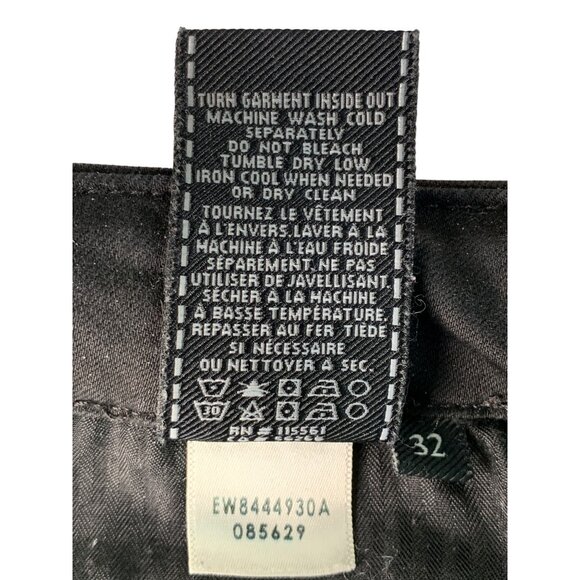 TURN GARMENT INSIDE OUT
MACHINE WASH COLD
SEPARATELY
DO NOT BLEACH
TUMBLE DRY LOW
IRON COOL WHEN NEEDED
OR DRY CLEAN
TOURNEZ LE VÊTEMENT
À L'ENVERS. LAVER À LA
MACHINE À L'EAU FROIDE
SÉPARÉMENT. NE PAS
UTILISER DE JAVELLISANT.
SÉCHER À LA MACHINE
À BASSE TEMPÉRATURE.
REPASSER AU FER TIÈDE
SI NÉCESSAIRE
OU NETTOYER À SEC.
30
RN # 115561
32
EW8444930A
085629